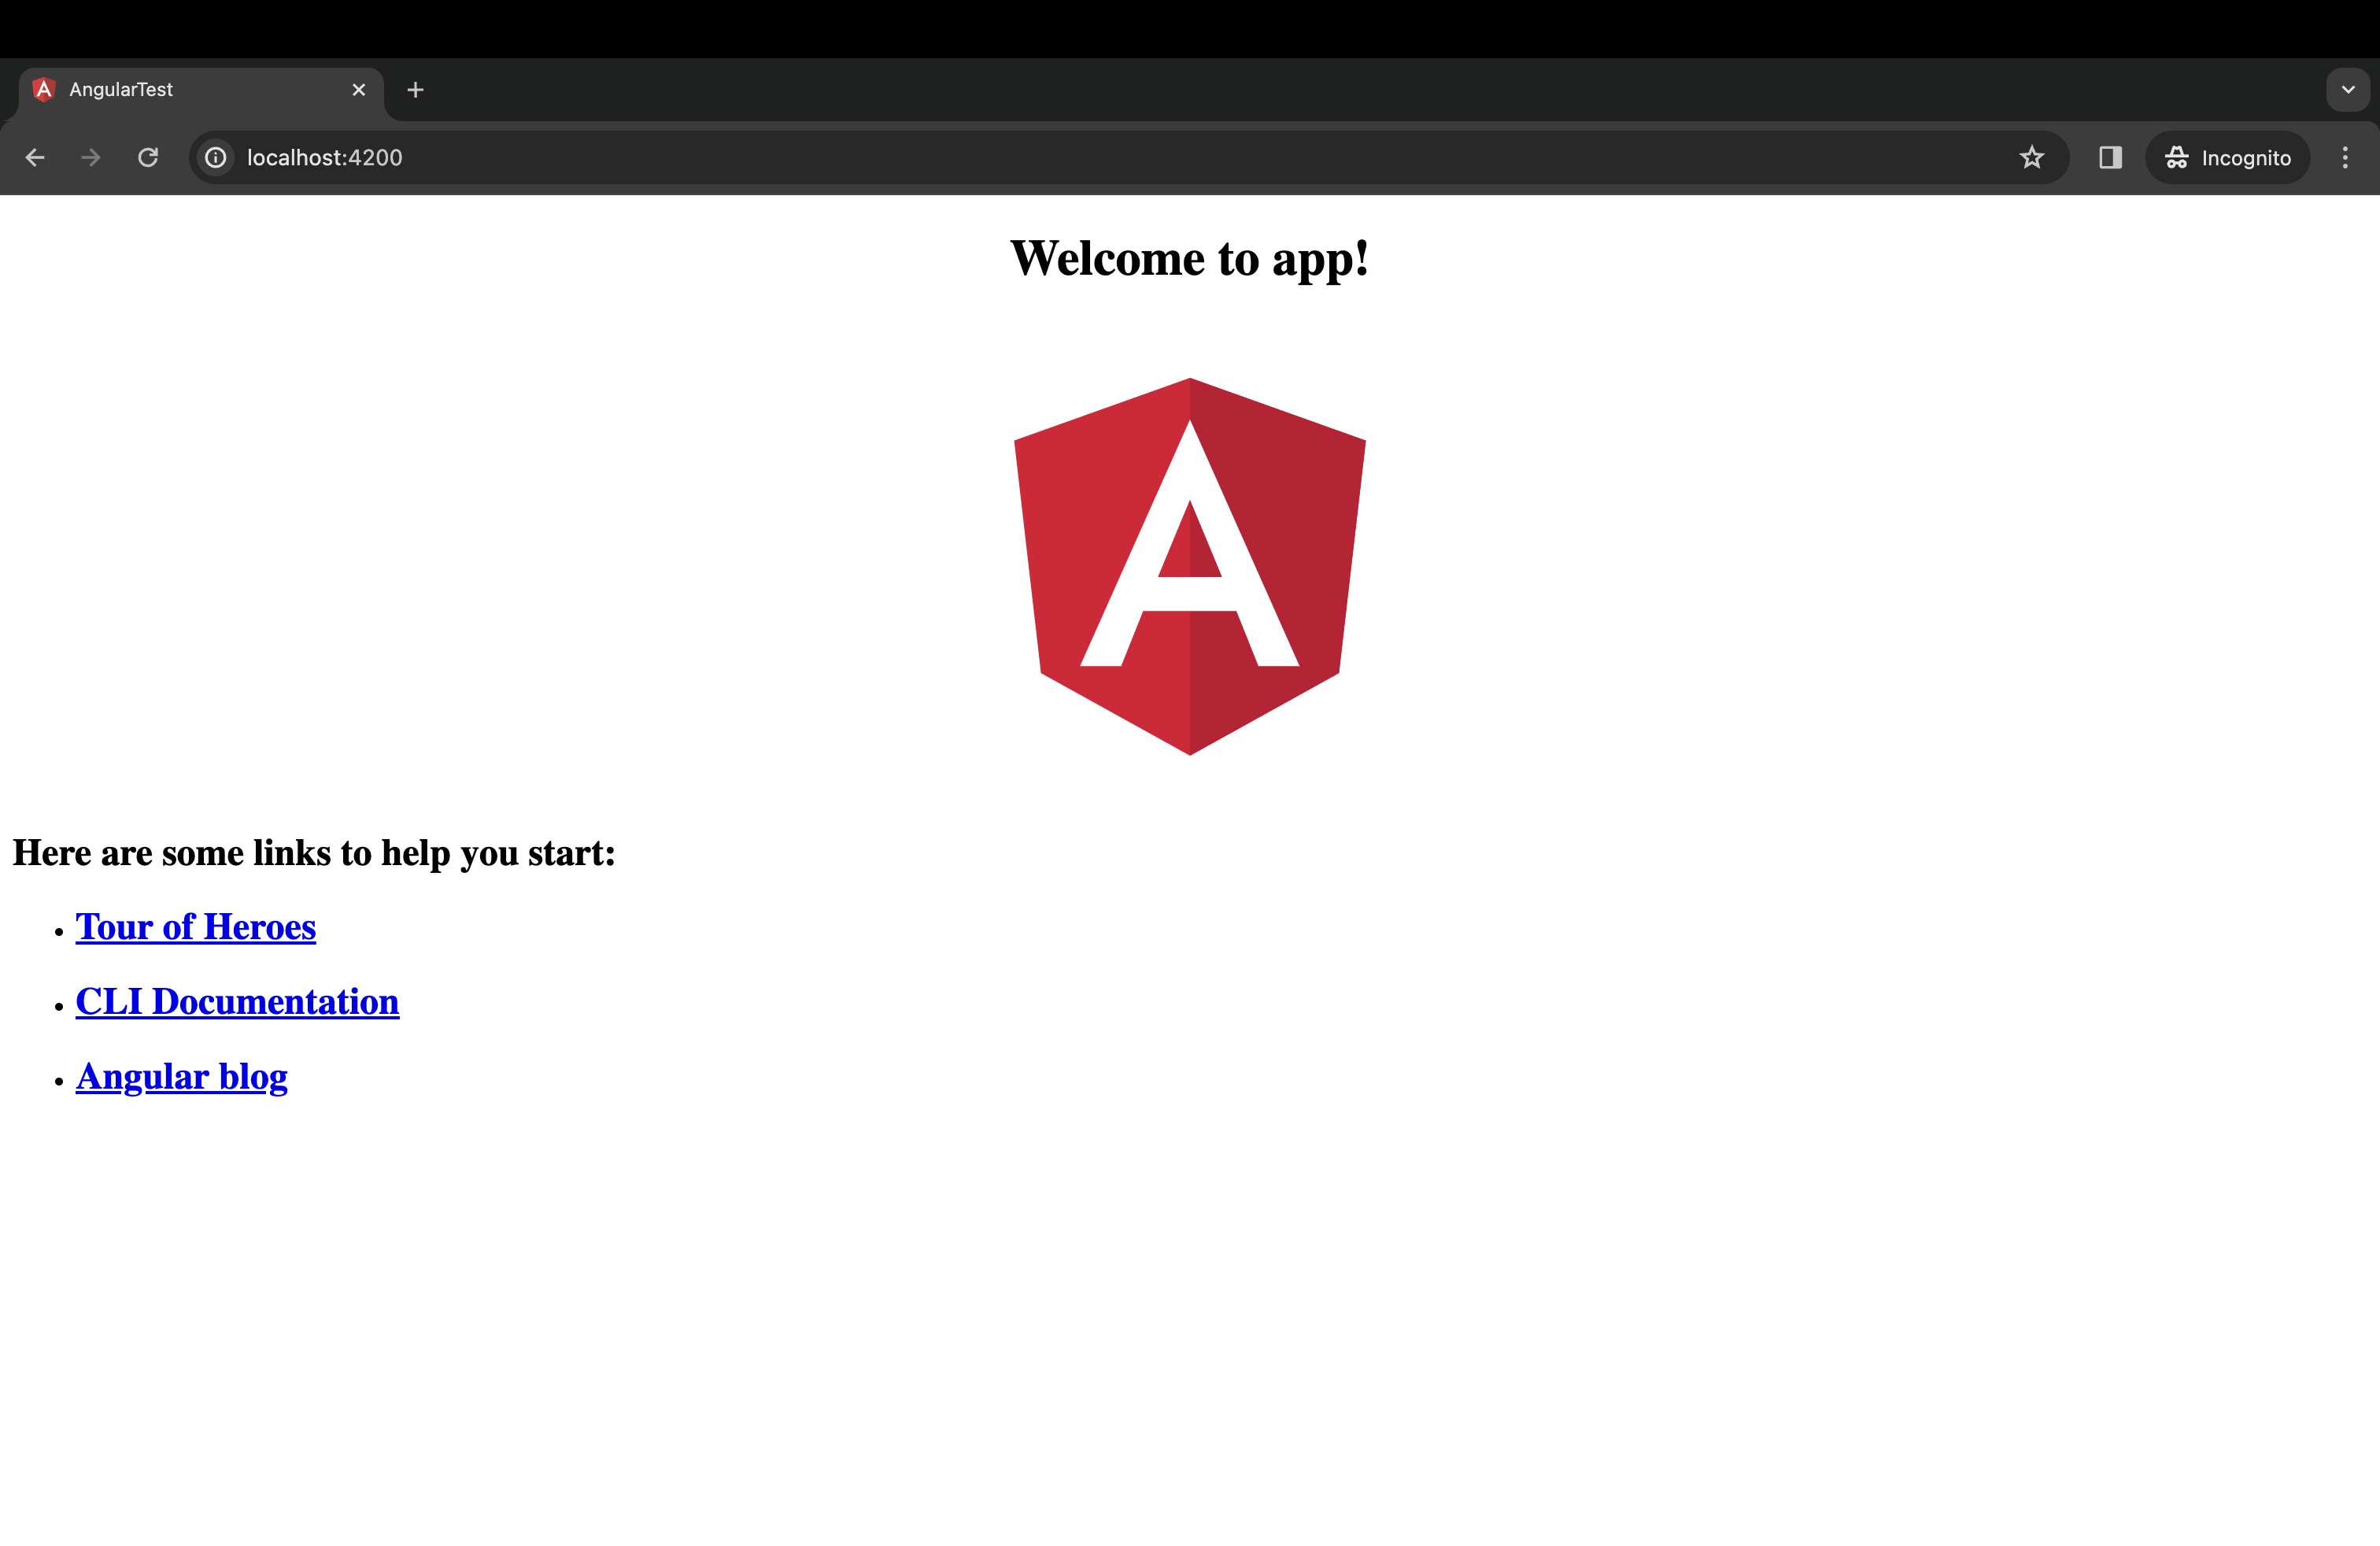 AngularTest
localhost:4200
Incognito
Welcome to app!
A
Here are some links to help you start:
Tour of Heroes
CLI Documentation
Angular blog